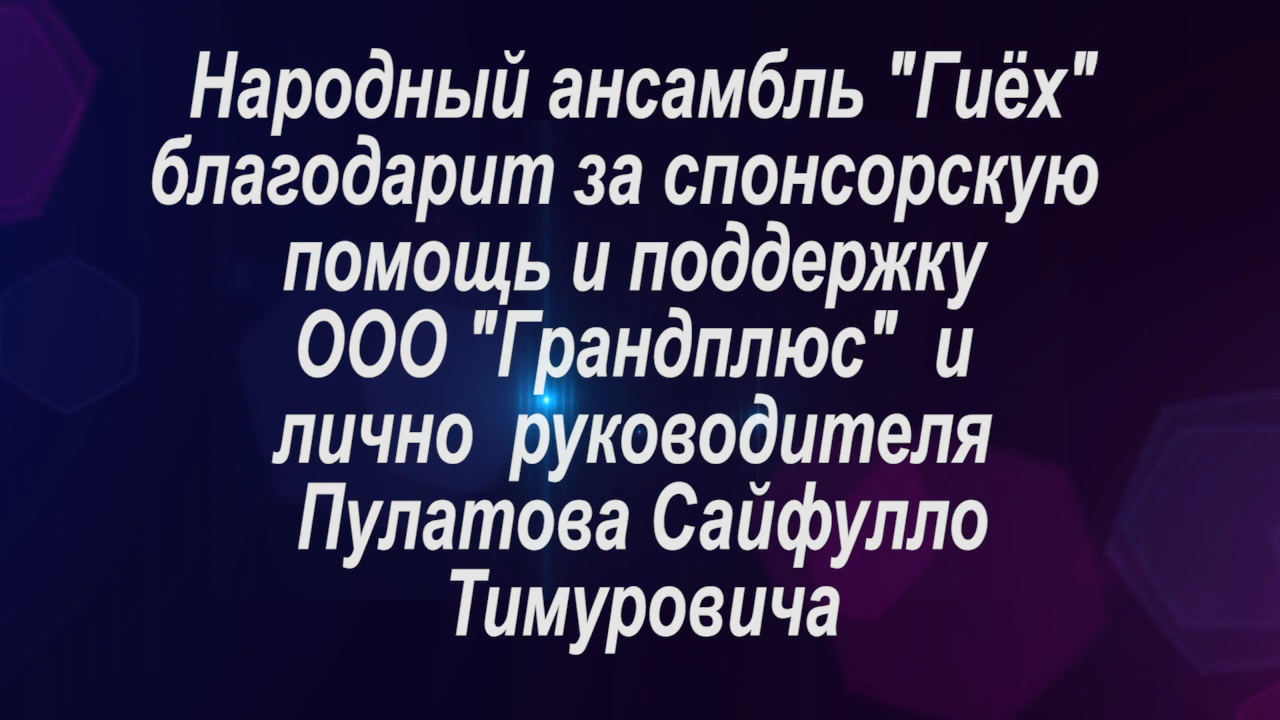 Народный ансамбль "Гиёх"
благодарит за спонсорскую
помощь и поддержку
ООО "Грандплюс" и
лично руководителя
Пулатова Сайфулло
Тимуровича